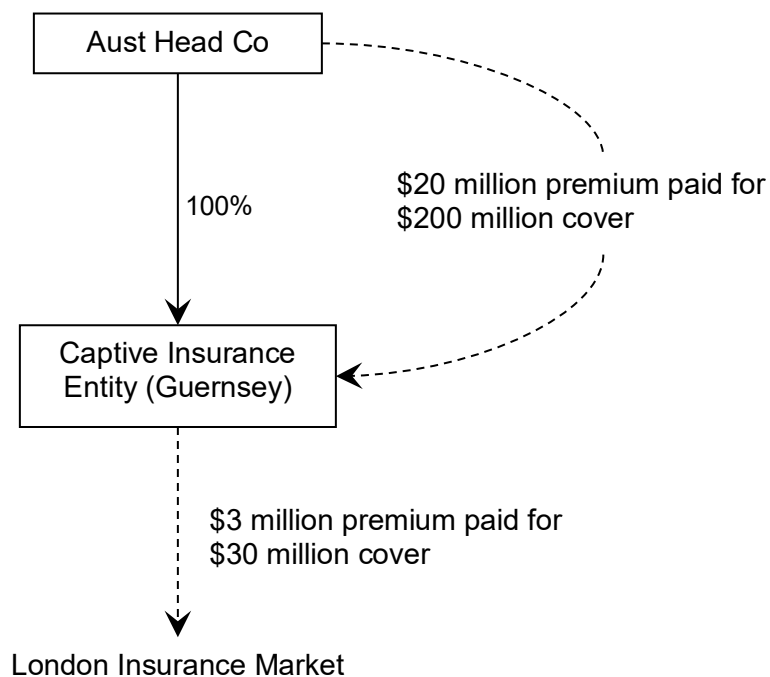 Aust Head Co
$20 million premium paid for
$200 million cover
100%
Captive Insurance
Entity (Guernsey)
$3 million premium paid for
$30 million cover
London Insurance Market